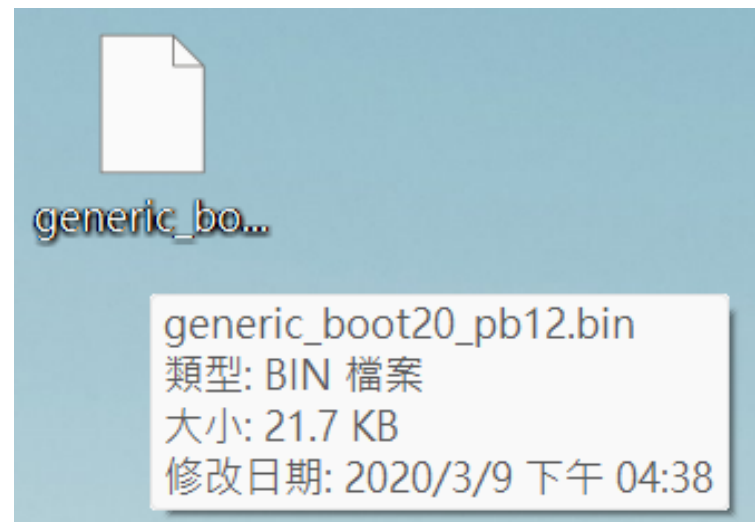 generic_bo...
generic_boot20_pb12.bin
類型: BIN 檔案
大小: 21.7 KB
修改日期: 2020/3/9 下午 04:38